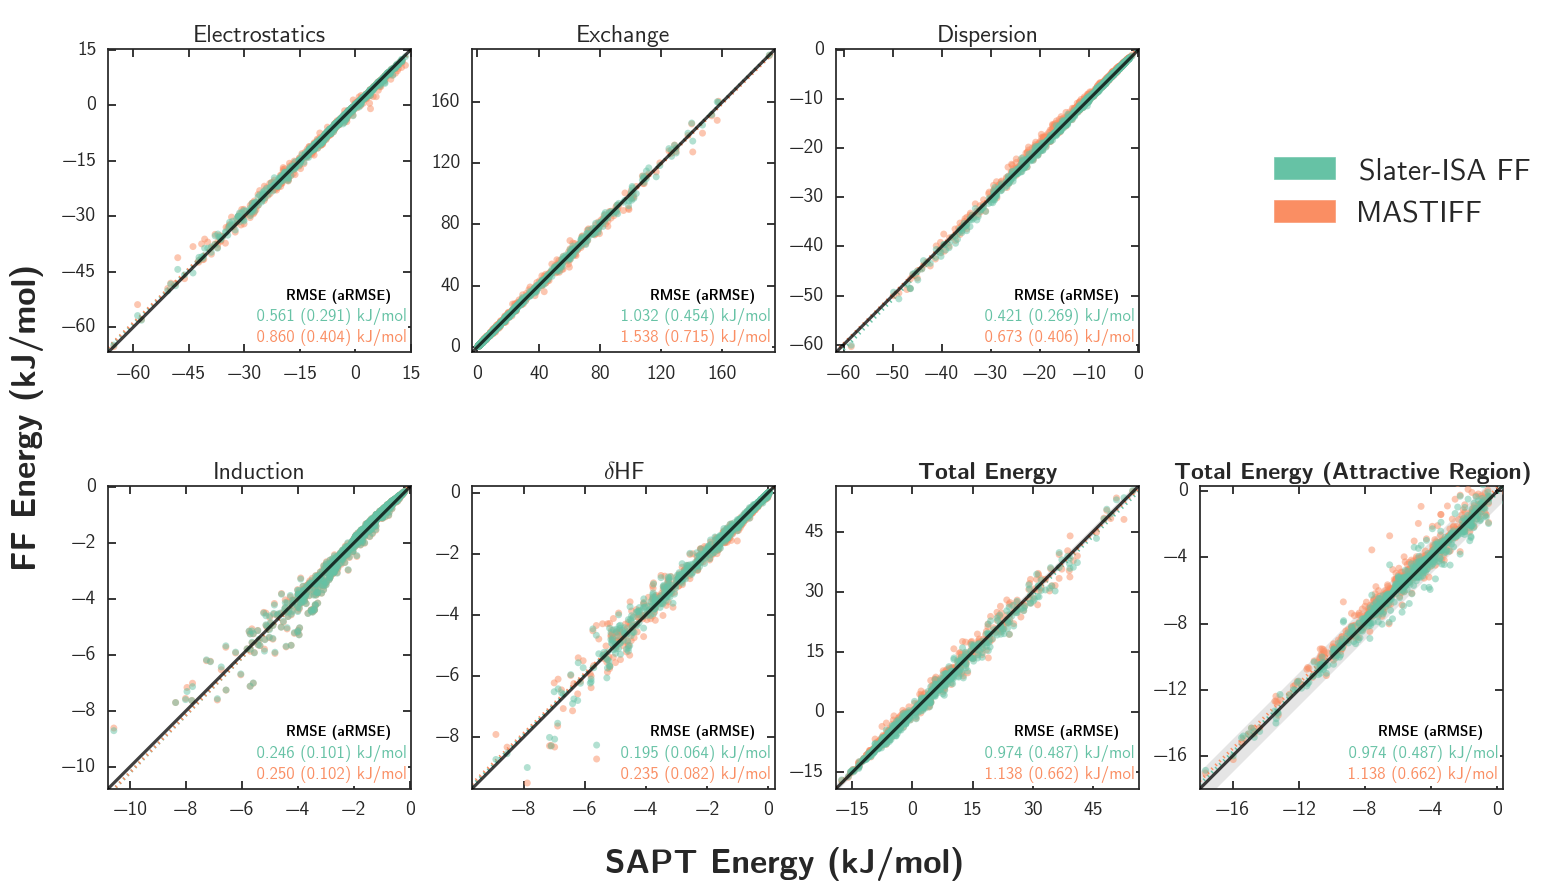 Electrostatics
15
0
−15
−30
−45
−60
−60 −45 −30 −15 0 15
RMSE (aRMSE)
0.561 (0.291) kJ/mol
0.860 (0.404) kJ/mol
Exchange
160
120
80
40
0
0 40 80 120 160
RMSE (aRMSE)
1.032 (0.454) kJ/mol
1.538 (0.715) kJ/mol
Dispersion
0
−10
−20
−30
−40
−50
−60
−60 −50 −40 −30 −20 −10 0
RMSE (aRMSE)
0.421 (0.269) kJ/mol
0.673 (0.406) kJ/mol
Slater-ISA FF
MASTIFF
FF Energy (kJ/mol)
Induction
0
−2
−4
−6
−8
−10
−10 −8 −6 −4 −2 0
RMSE (aRMSE)
0.246 (0.101) kJ/mol
0.250 (0.102) kJ/mol
δHF
0
−2
−4
−6
−8
−8 −6 −4 −2 0
RMSE (aRMSE)
0.195 (0.064) kJ/mol
0.235 (0.082) kJ/mol
Total Energy
45
30
15
0
−15
−15 0 15 30 45
RMSE (aRMSE)
0.974 (0.487) kJ/mol
1.138 (0.662) kJ/mol
Total Energy (Attractive Region)
0
−4
−8
−12
−16
−16 −12 −8 −4 0
RMSE (aRMSE)
0.974 (0.487) kJ/mol
1.138 (0.662) kJ/mol
SAPT Energy (kJ/mol)